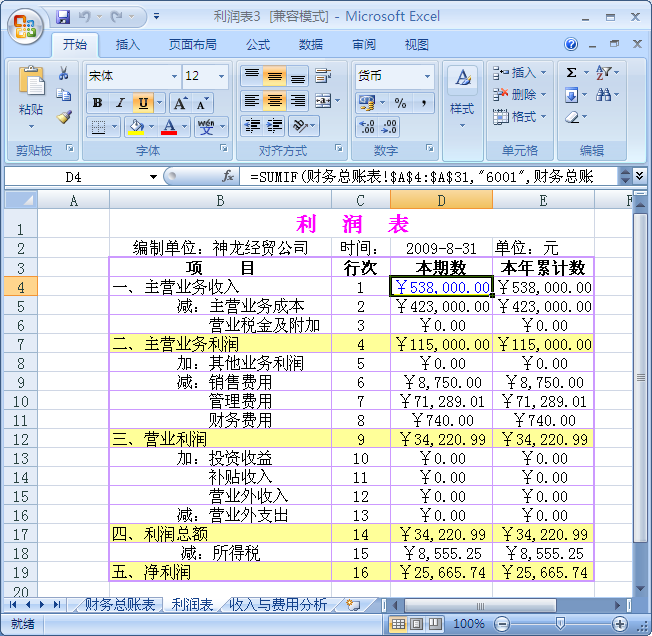 利润表3 [兼容模式] - Microsoft Excel
开始 插入 页面布局 公式 数据 审阅 视图
宋体 12 货币 插入
粘贴 B I U A A % , 样式 删除
A wén 变 .00 .0 格式 Σ
剪贴板 字体 对齐方式 数字 单元格 编辑
D4 fx =SUMIF(财务总账表!$A$4:$A$31,"6001",财务总账
A B C D E F
1 利 润 表
2 编制单位：神龙经贸公司 时间： 2009-8-31 单位：元
3 项 目 行次 本期数 本年累计数
4 一、主营业务收入 1 ￥538,000.00 ￥538,000.00
5 减：主营业务成本 2 ￥423,000.00 ￥423,000.00
6 营业税金及附加 3 ￥0.00 ￥0.00
7 二、主营业务利润 4 ￥115,000.00 ￥115,000.00
8 加：其他业务利润 5 ￥0.00 ￥0.00
9 减：销售费用 6 ￥8,750.00 ￥8,750.00
10 管理费用 7 ￥71,289.01 ￥71,289.01
11 财务费用 8 ￥740.00 ￥740.00
12 三、营业利润 9 ￥34,220.99 ￥34,220.99
13 加：投资收益 10 ￥0.00 ￥0.00
14 补贴收入 11 ￥0.00 ￥0.00
15 营业外收入 12 ￥0.00 ￥0.00
16 减：营业外支出 13 ￥0.00 ￥0.00
17 四、利润总额 14 ￥34,220.99 ￥34,220.99
18 减：所得税 15 ￥8,555.25 ￥8,555.25
19 五、净利润 16 ￥25,665.74 ￥25,665.74
20
财务总账表 利润表 收入与费用分析
就绪 100%